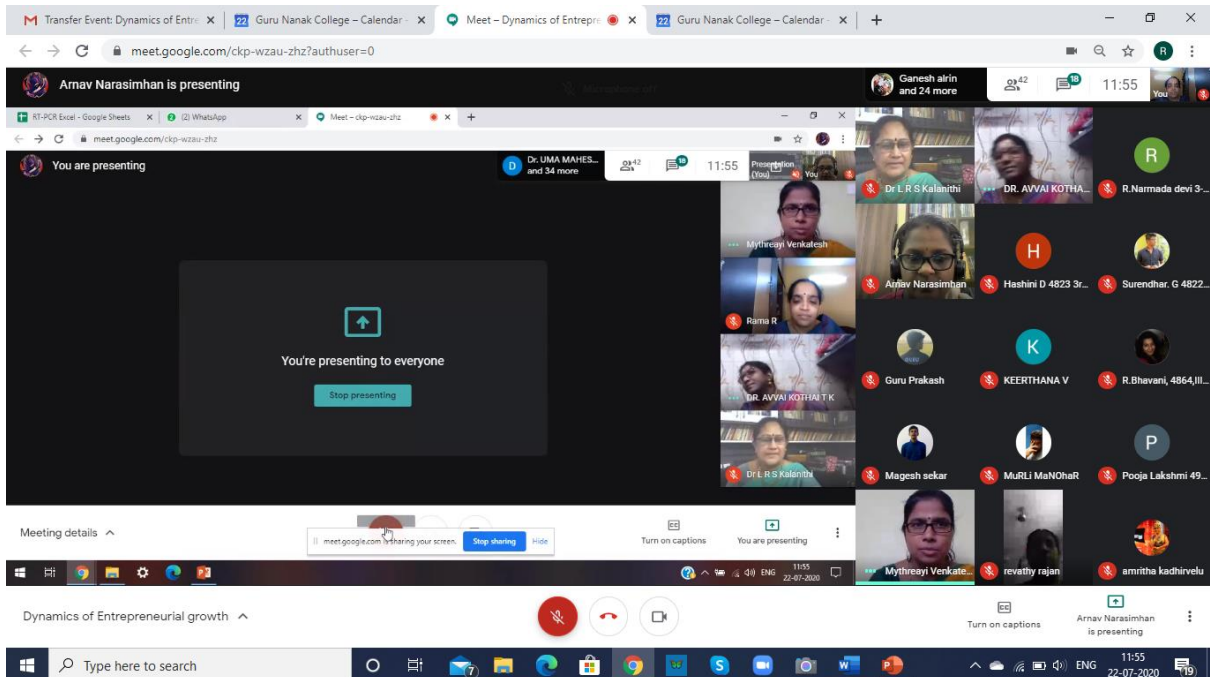 Transfer Event: Dynamics of Entre
22 Guru Nanak College – Calendar -
Meet – Dynamics of Entrepre
22 Guru Nanak College – Calendar -
meet.google.com/ckp-wzau-zhz?authuser=0
R
Arnav Narasimhan is presenting
Ganesh alrin
and 24 more
42
18
11:55
You
RT-PCR Excel - Google Sheets
(2) WhatsApp
Meet – ckp-wzau-zhz
meet.google.com/ckp-wzau-zhz
You are presenting
D
Dr. UMA MAHES...
and 34 more
42
18
11:55
Presentation
(You)
You
Mythreayi Venkatesh
Rama R
DR. AVVAI KOTHAI T K
Dr L R S Kalanithi
You're presenting to everyone
Stop presenting
Meeting details
meet.google.com is sharing your screen.
Stop sharing
Hide
CC
Turn on captions
You are presenting
P
ENG
11:55
22-07-2020
Dr L R S Kalanithi
DR. AVVAI KOTHA...
R
R.Narmada devi 3-...
Arnav Narasimhan
H
Hashini D 4823 3r...
Surendhar. G 4822...
Guru Prakash
K
KEERTHANA V
R.Bhavani, 4864,III...
Magesh sekar
MuRLi MaNOhaR
P
Pooja Lakshmi 49...
Mythreayi Venkate...
revathy rajan
amritha kadhirvelu
Dynamics of Entrepreneurial growth
CC
Turn on captions
Arnav Narasimhan
is presenting
Type here to search
7
S
W
P
ENG
11:55
22-07-2020
19